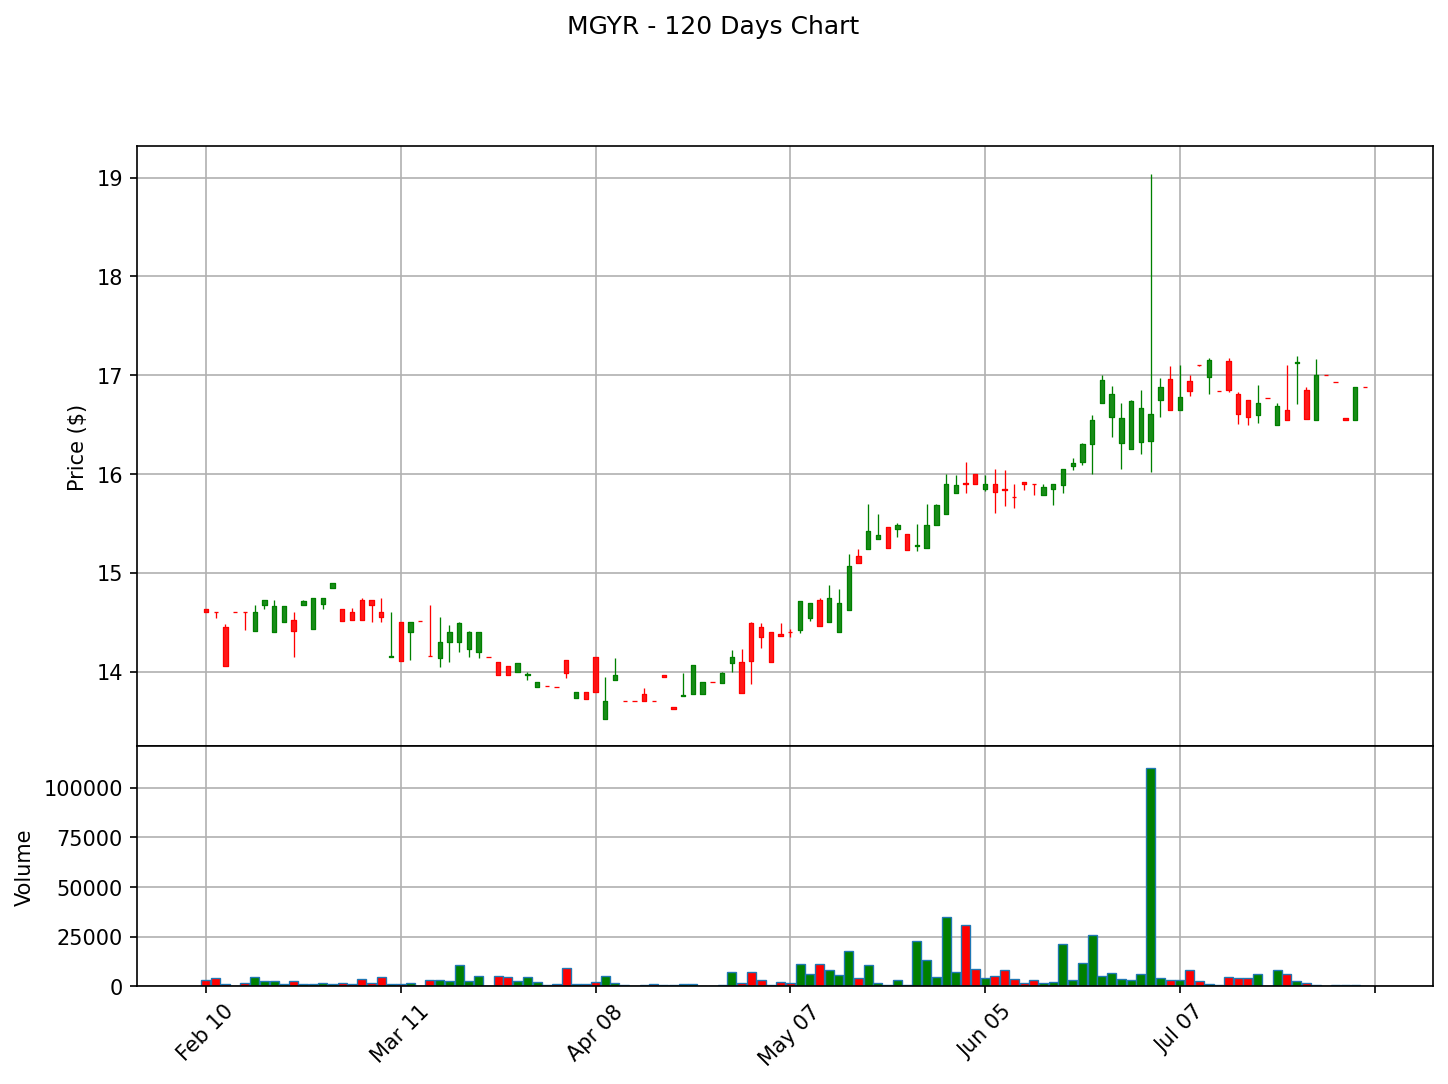 MGYR - 120 Days Chart
19
18
17
16
15
14
Price ($)
100000
75000
50000
25000
0
Volume
Feb 10
Mar 11
Apr 08
May 07
Jun 05
Jul 07